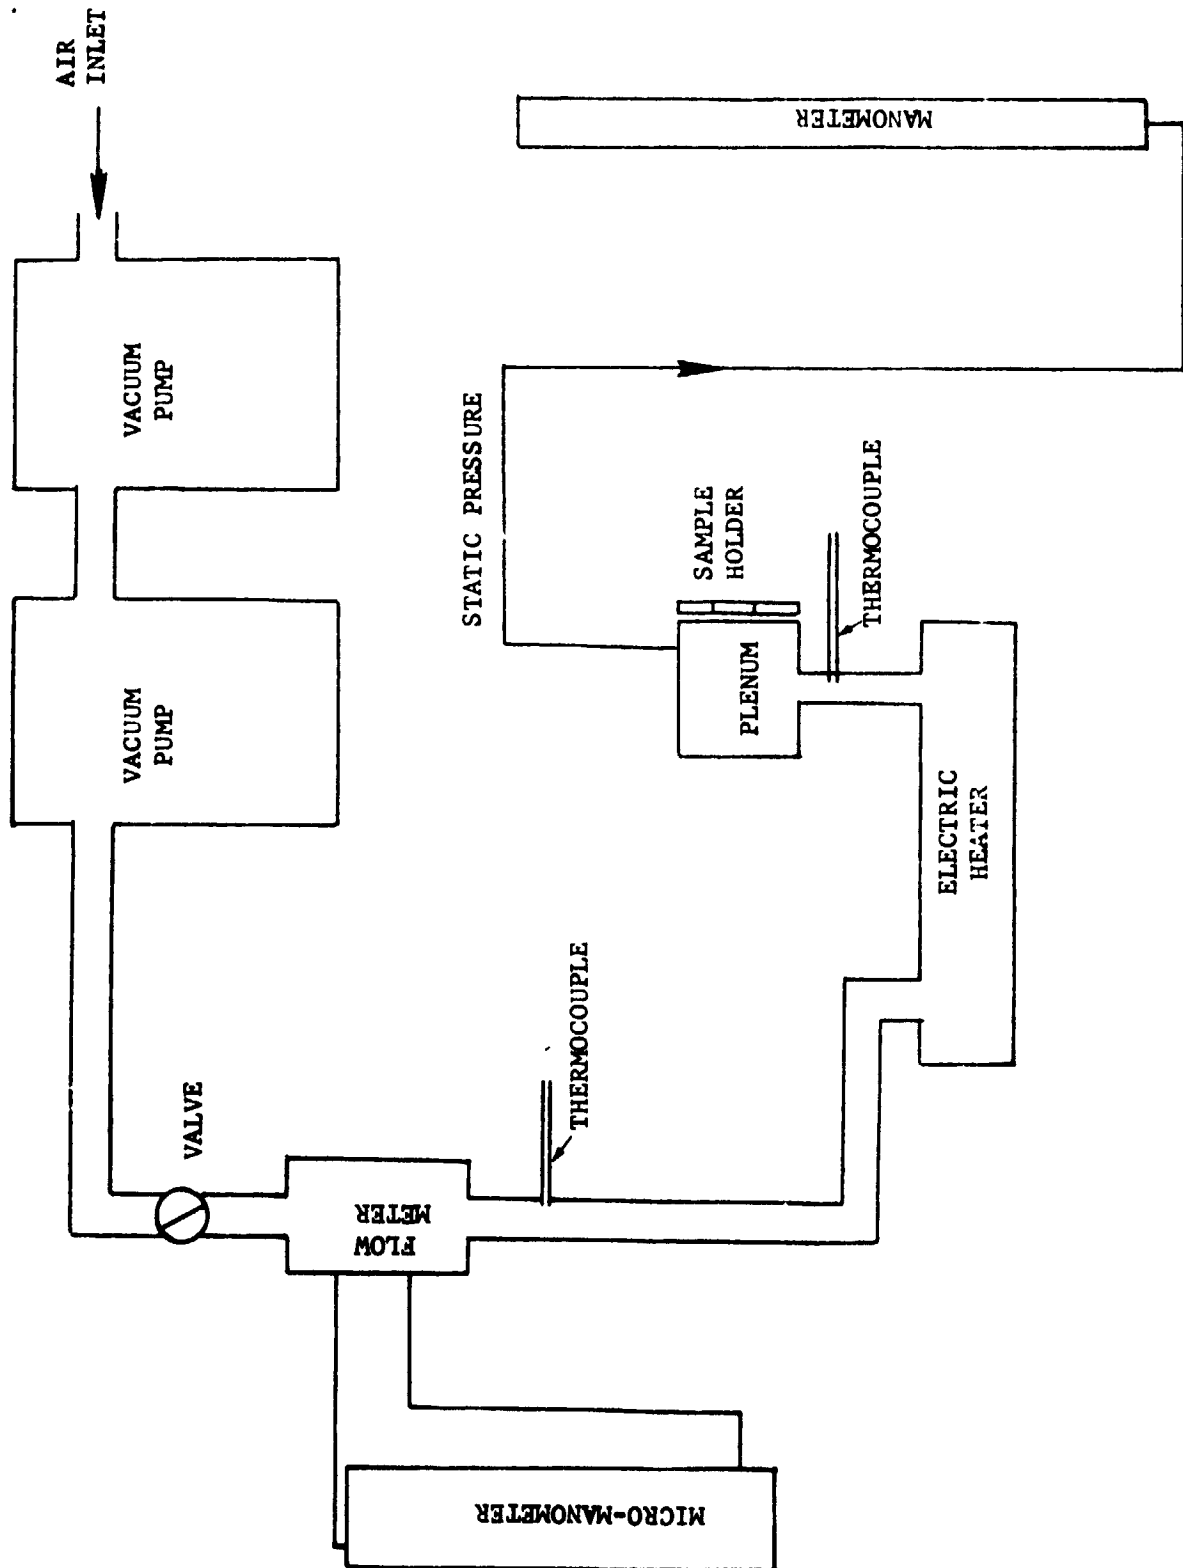 AIR
INLET
VACUUM
PUMP
VACUUM
PUMP
VALVE
FLOW
METER
MICRO-MANOMETER
THERMOCOUPLE
ELECTRIC
HEATER
THERMOCOUPLE
PLENUM
SAMPLE
HOLDER
STATIC PRESSURE
MANOMETER